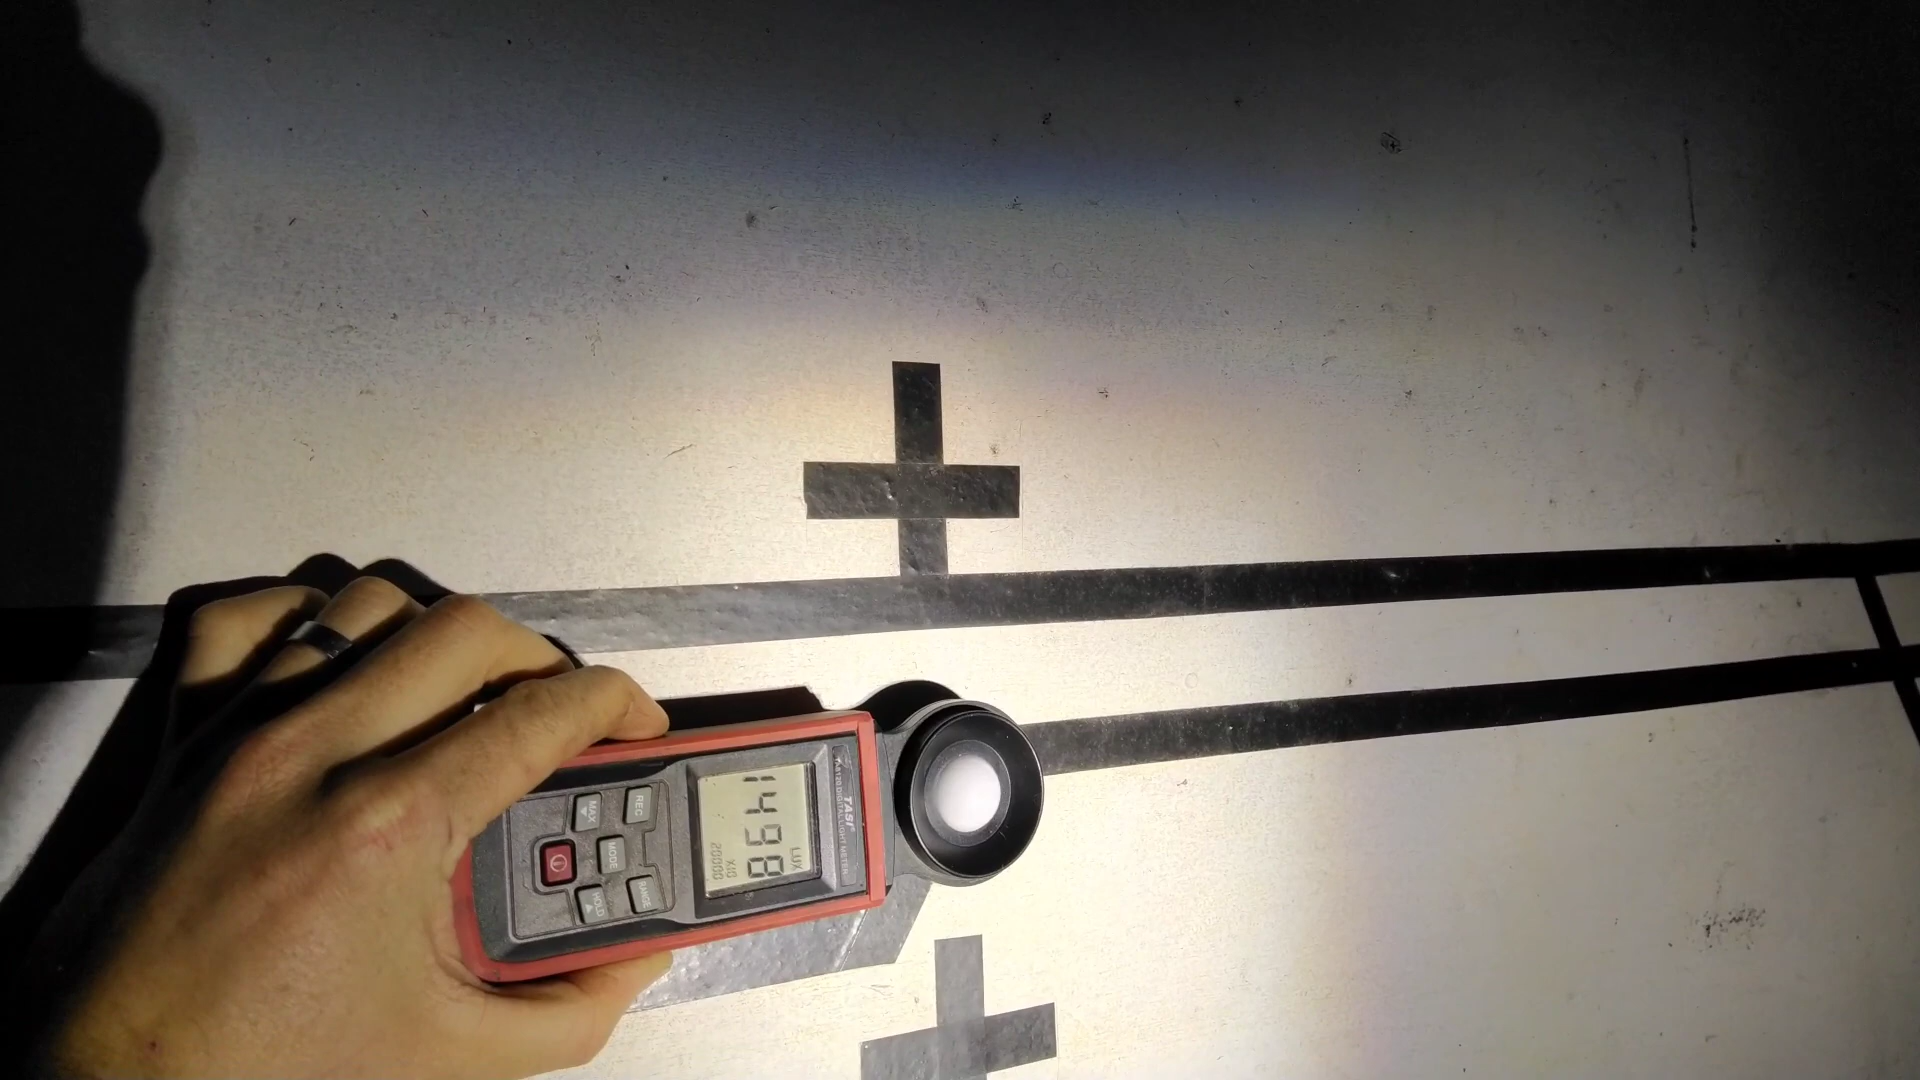 TASI
TA8120 DIGITAL LIGHT METER
LUX
1498
X10
20000
REC
MAX
MODE
RANGE
HOLD